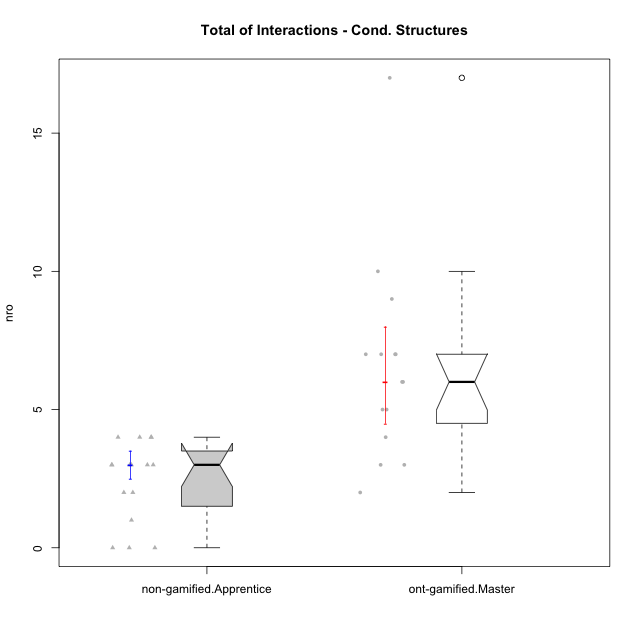 Total of Interactions - Cond. Structures
15
10
5
0
nro
non-gamified.Apprentice
ont-gamified.Master